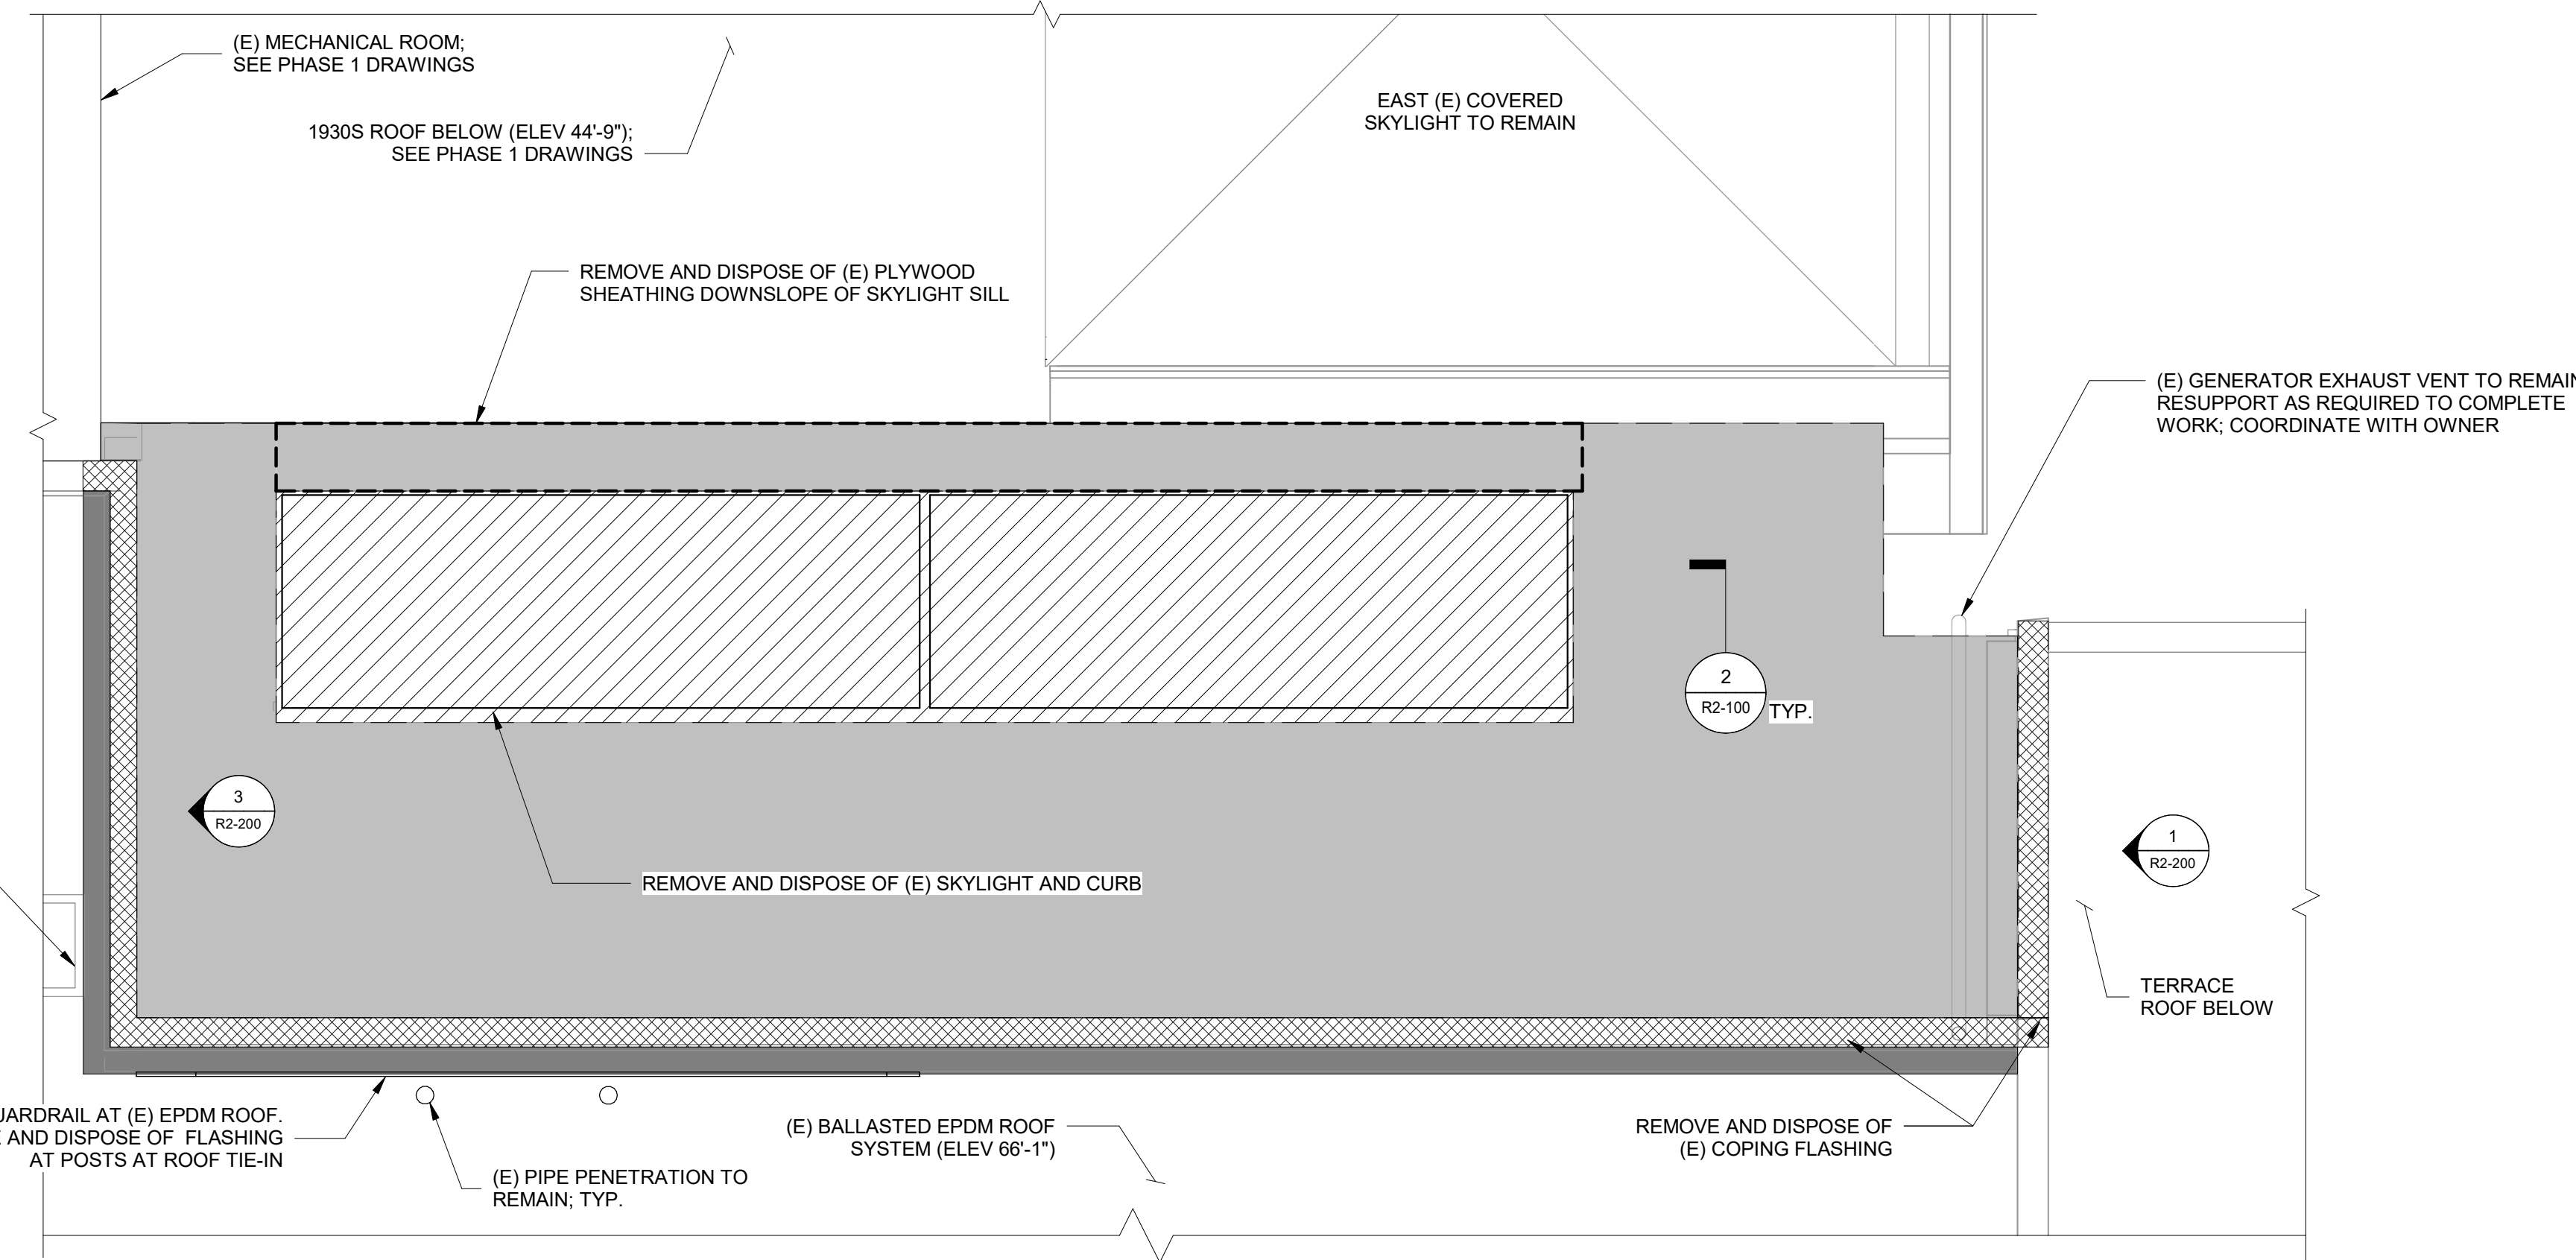 (E) MECHANICAL ROOM;
SEE PHASE 1 DRAWINGS
1930S ROOF BELOW (ELEV 44'-9");
SEE PHASE 1 DRAWINGS
EAST (E) COVERED
SKYLIGHT TO REMAIN
REMOVE AND DISPOSE OF (E) PLYWOOD
SHEATHING DOWNSLOPE OF SKYLIGHT SILL
(E) GENERATOR EXHAUST VENT TO REMAIN
RESUPPORT AS REQUIRED TO COMPLETE
WORK; COORDINATE WITH OWNER
2
R2-100
TYP.
3
R2-200
1
R2-200
REMOVE AND DISPOSE OF (E) SKYLIGHT AND CURB
TERRACE
ROOF BELOW
AT (E) EPDM ROOF.
AND DISPOSE OF FLASHING
AT POSTS AT ROOF TIE-IN
(E) PIPE PENETRATION TO
REMAIN; TYP.
(E) BALLASTED EPDM ROOF
SYSTEM (ELEV 66'-1")
REMOVE AND DISPOSE OF
(E) COPING FLASHING